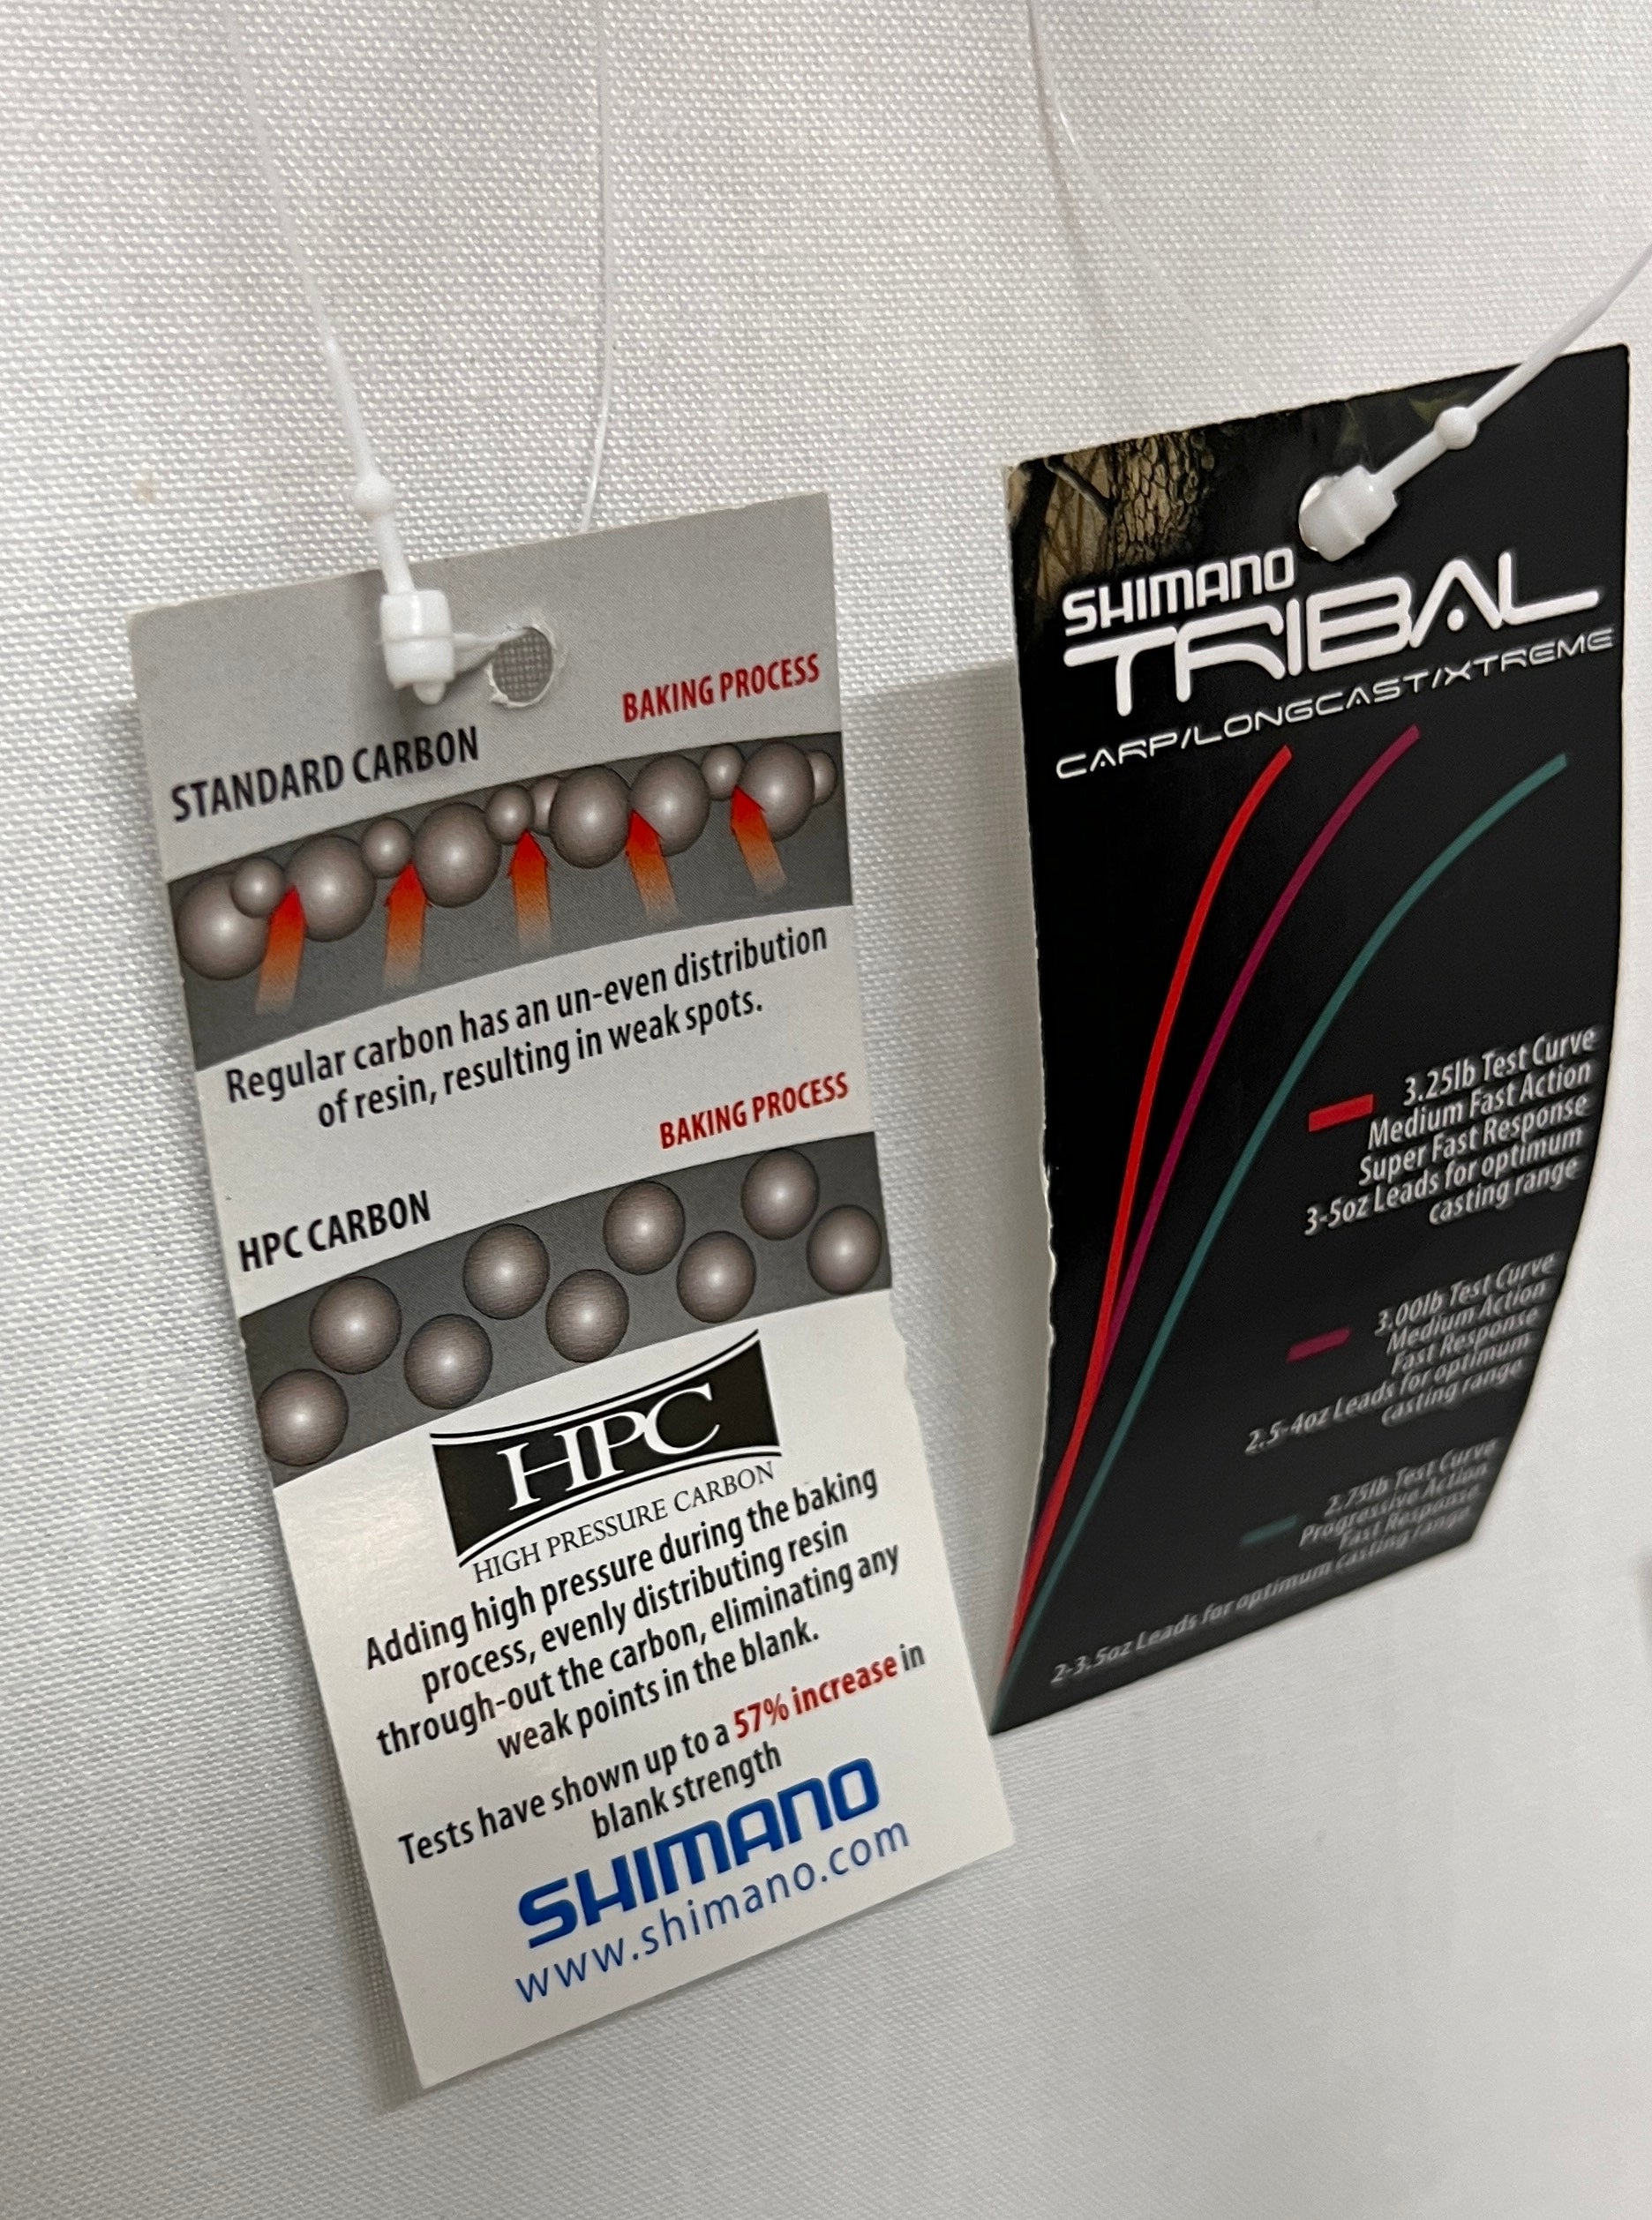 BAKING PROCESS
STANDARD CARBON
Regular carbon has an un-even distribution
of resin, resulting in weak spots.
BAKING PROCESS
HPC CARBON
HPC
HIGH PRESSURE CARBON
Adding high pressure during the baking
process, evenly distributing resin
through-out the carbon, eliminating any
weak points in the blank.
Tests have shown up to a 57% increase in
blank strength
SHIMANO
www.shimano.com
SHIMANO
TRIBAL
CARP/LONGCAST/XTREME
3.25lb Test Curve
Medium Fast Action
Super Fast Response
3-5oz Leads for optimum
casting range
3.00lb Test Curve
Medium Action
Fast Response
2.5-4oz Leads for optimum
casting range
2.75lb Test Curve
Progressive Action
Fast Response
2-3.5oz Leads for optimum casting range